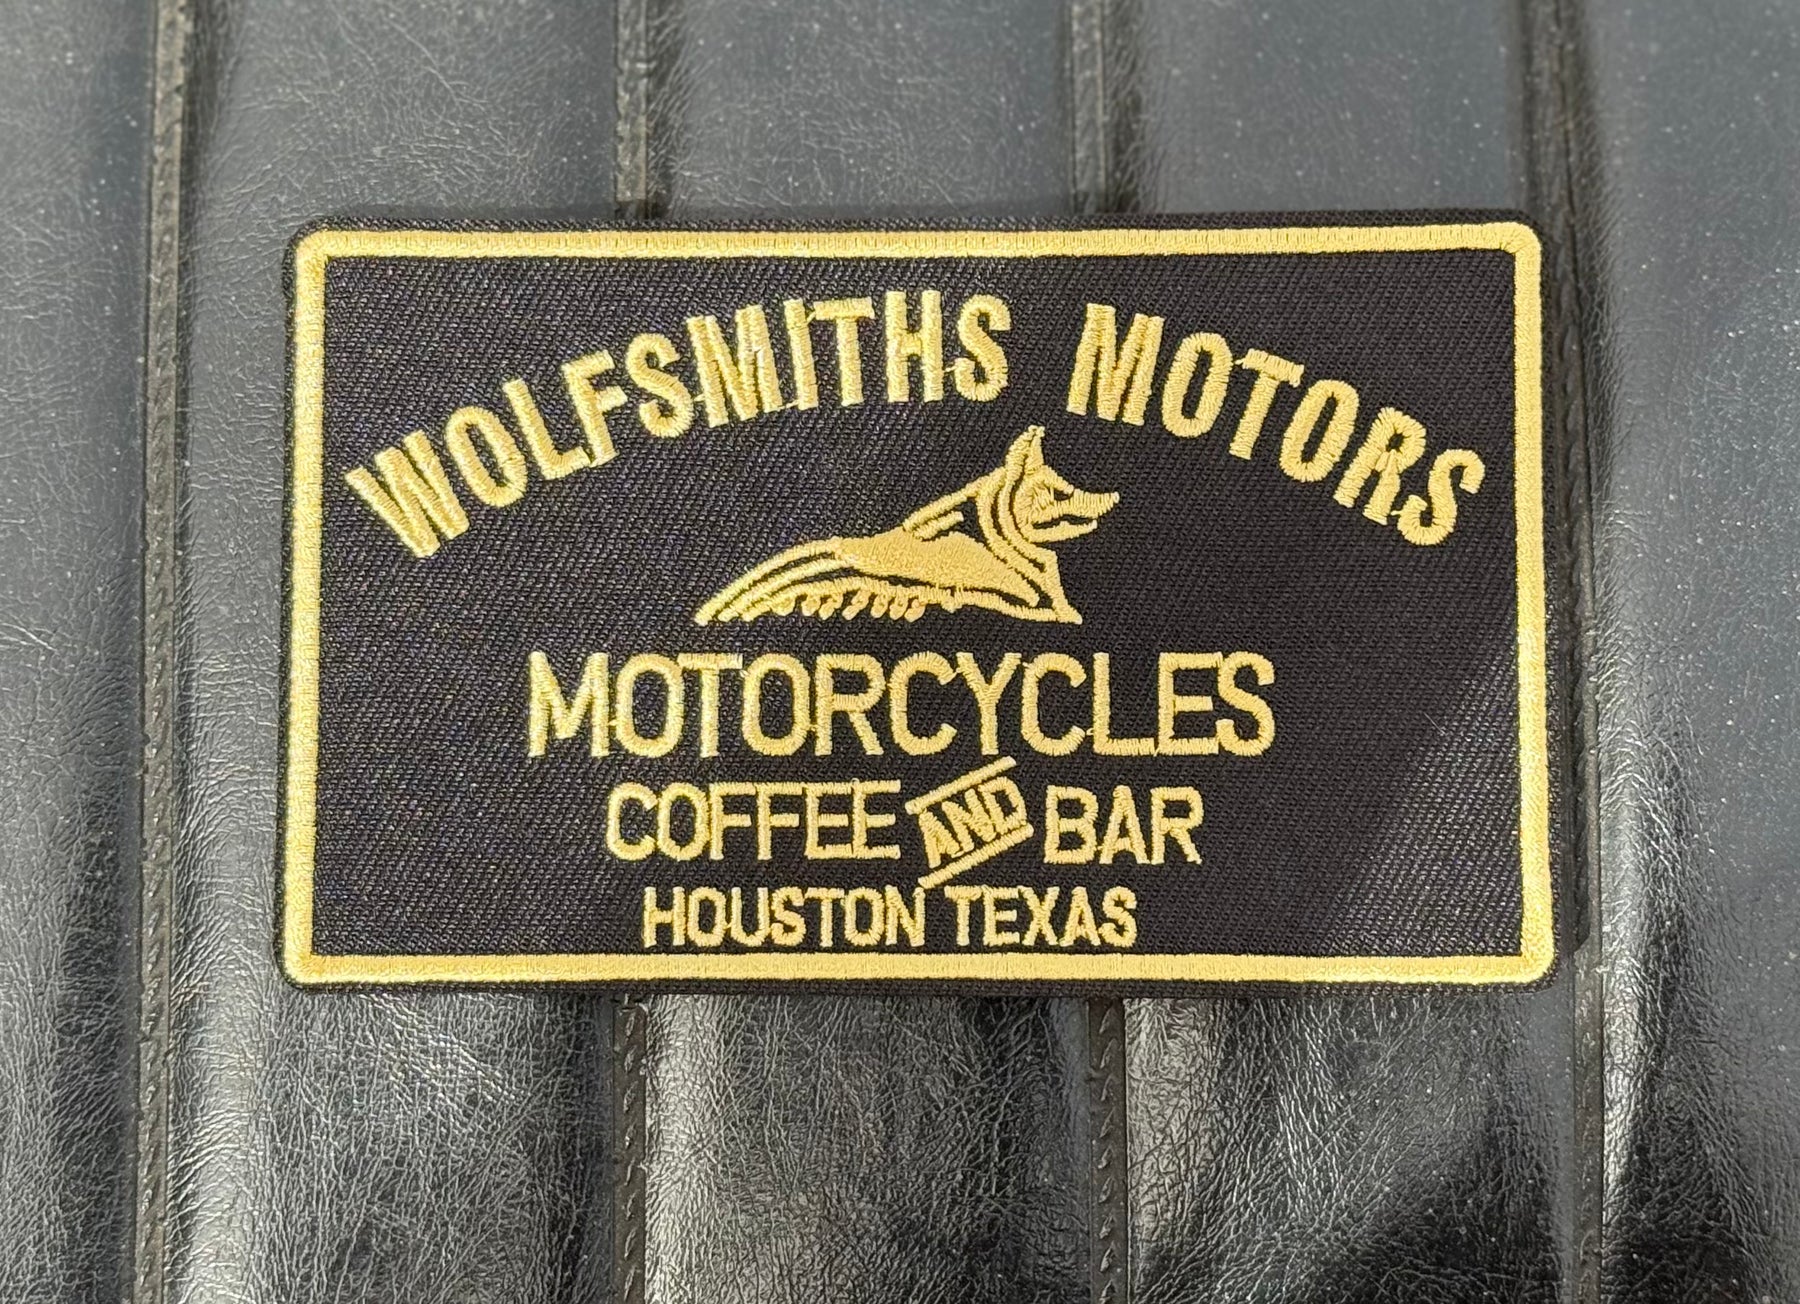 WOLFSMITHS MOTORS
MOTORCYCLES
COFFEE AND BAR
HOUSTON TEXAS